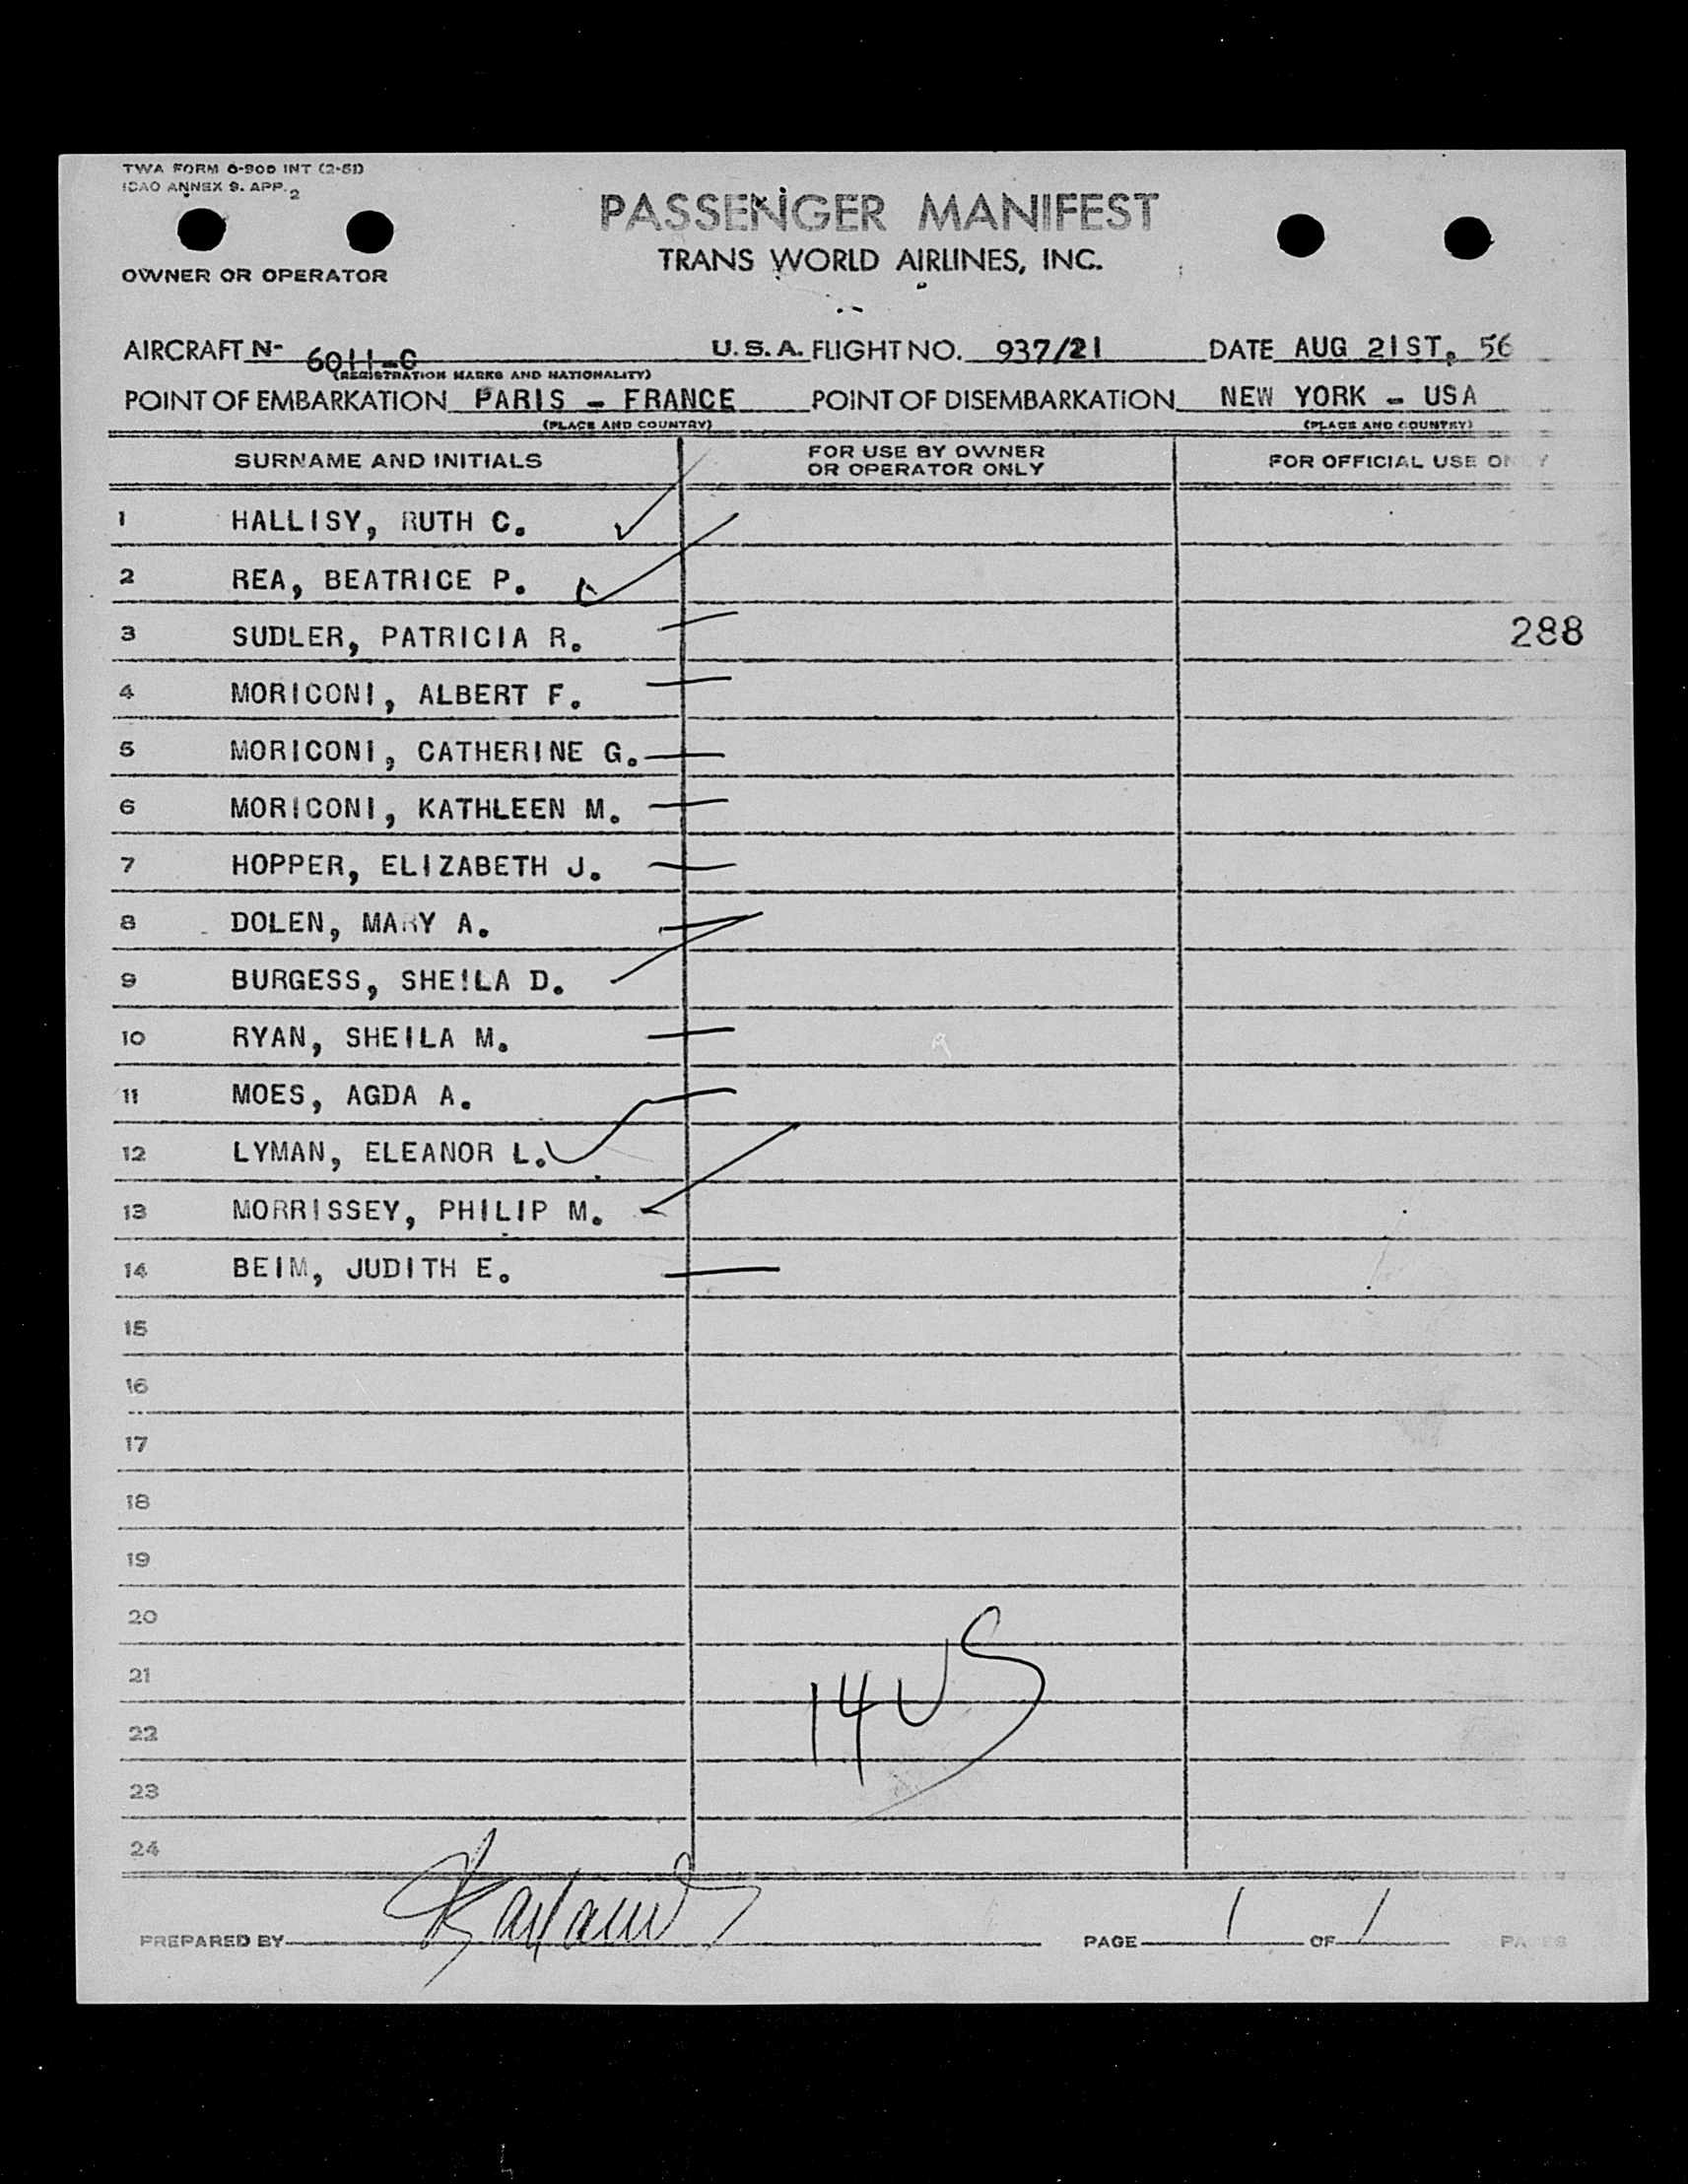 TWA FORM O-900 INT (2-51)
ICAO ANNEX 9. APP. 2
PASSENGER MANIFEST
TRANS WORLD AIRLINES, INC.
OWNER OR OPERATOR
AIRCRAFT N- 6011-C U.S.A. FLIGHT NO. 937/21 DATE AUG 21ST, 56
(REGISTRATION MARKS AND NATIONALITY)
POINT OF EMBARKATION PARIS - FRANCE POINT OF DISEMBARKATION NEW YORK - USA
(PLACE AND COUNTRY) (PLACE AND COUNTRY)
SURNAME AND INITIALS FOR USE BY OWNER OR OPERATOR ONLY FOR OFFICIAL USE ONLY
1 HALLISY, RUTH C.
2 REA, BEATRICE P.
3 SUDLER, PATRICIA R. 288
4 MORICONI, ALBERT F.
5 MORICONI, CATHERINE G.
6 MORICONI, KATHLEEN M.
7 HOPPER, ELIZABETH J.
8 DOLEN, MARY A.
9 BURGESS, SHEILA D.
10 RYAN, SHEILA M.
11 MOES, AGDA A.
12 LYMAN, ELEANOR L.
13 MORRISSEY, PHILIP M.
14 BEIM, JUDITH E.
15
16
17
18
19
20
21 14 US
22
23
24
PREPARED BY PAGE 1 OF 1 PAGES